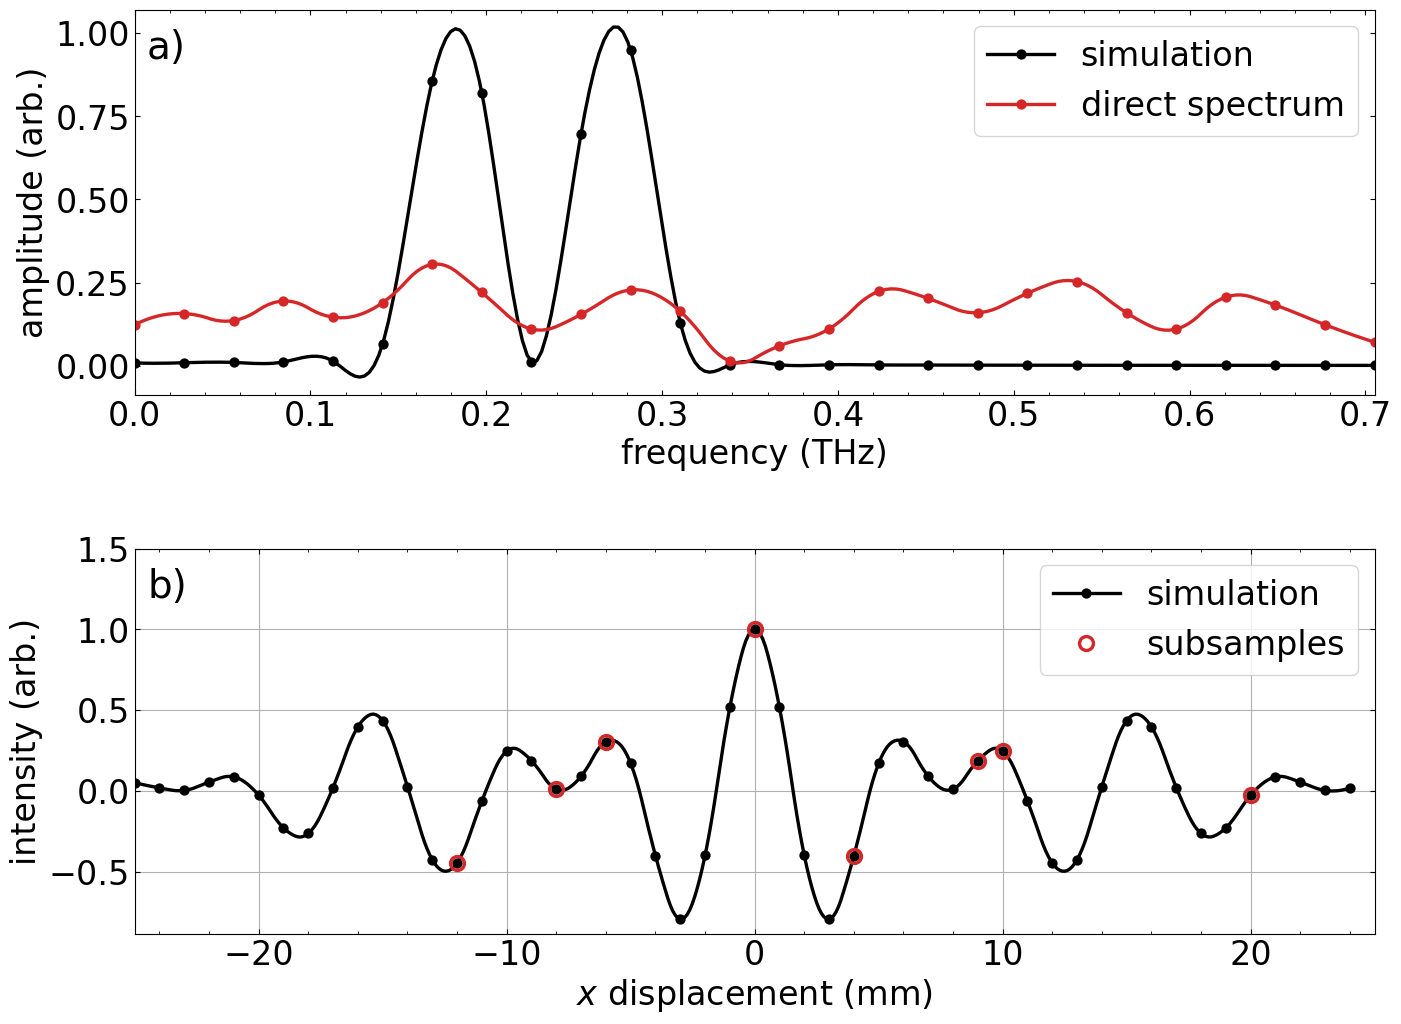 a)
simulation
direct spectrum
amplitude (arb.)
1.00
0.75
0.50
0.25
0.00
0.0 0.1 0.2 0.3 0.4 0.5 0.6 0.7
frequency (THz)
b)
simulation
subsamples
intensity (arb.)
1.5
1.0
0.5
0.0
−0.5
−20 −10 0 10 20
x displacement (mm)